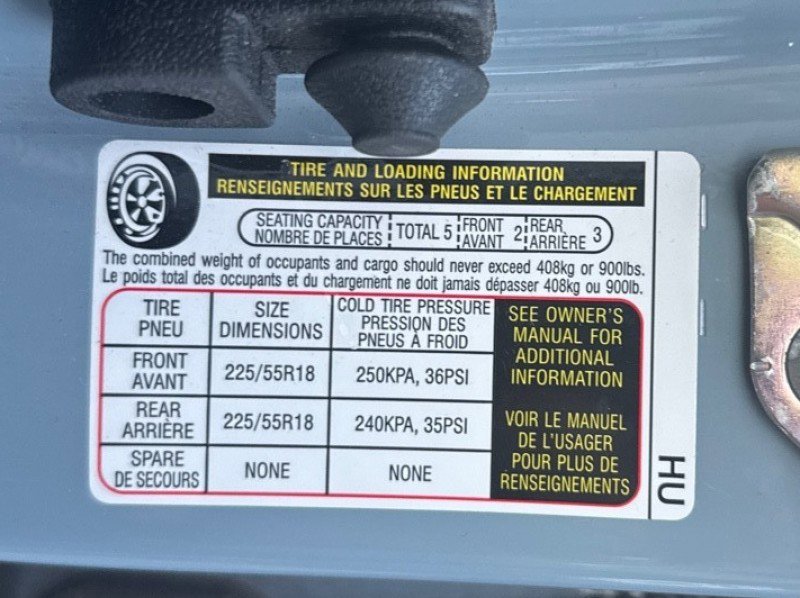 TIRE AND LOADING INFORMATION
RENSEIGNEMENTS SUR LES PNEUS ET LE CHARGEMENT
SEATING CAPACITY
NOMBRE DE PLACES
TOTAL 5
FRONT
AVANT 2
REAR
ARRIÈRE 3
The combined weight of occupants and cargo should never exceed 408kg or 900lbs.
Le poids total des occupants et du chargement ne doit jamais dépasser 408kg ou 900lb.
TIRE
PNEU
SIZE
DIMENSIONS
COLD TIRE PRESSURE
PRESSION DES
PNEUS À FROID
FRONT
AVANT
225/55R18
250KPA, 36PSI
REAR
ARRIÈRE
225/55R18
240KPA, 35PSI
SPARE
DE SECOURS
NONE
NONE
SEE OWNER'S
MANUAL FOR
ADDITIONAL
INFORMATION
VOIR LE MANUEL
DE L'USAGER
POUR PLUS DE
RENSEIGNEMENTS
HU